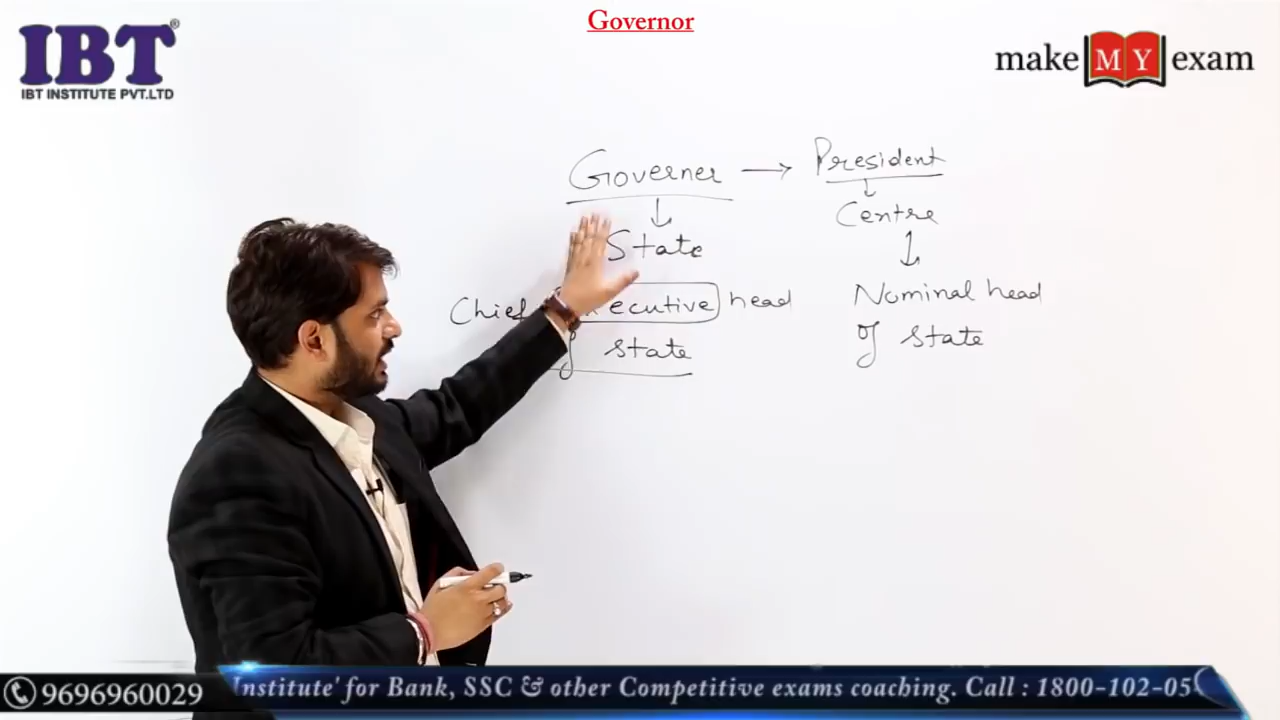 Governor
IBT®
IBT INSTITUTE PVT.LTD
make MY exam
Governer → President
↓ ↓
State Centre
↓
Chief executive head Nominal head
of state of state
9696960029 Institute' for Bank, SSC & other Competitive exams coaching. Call : 1800-102-05